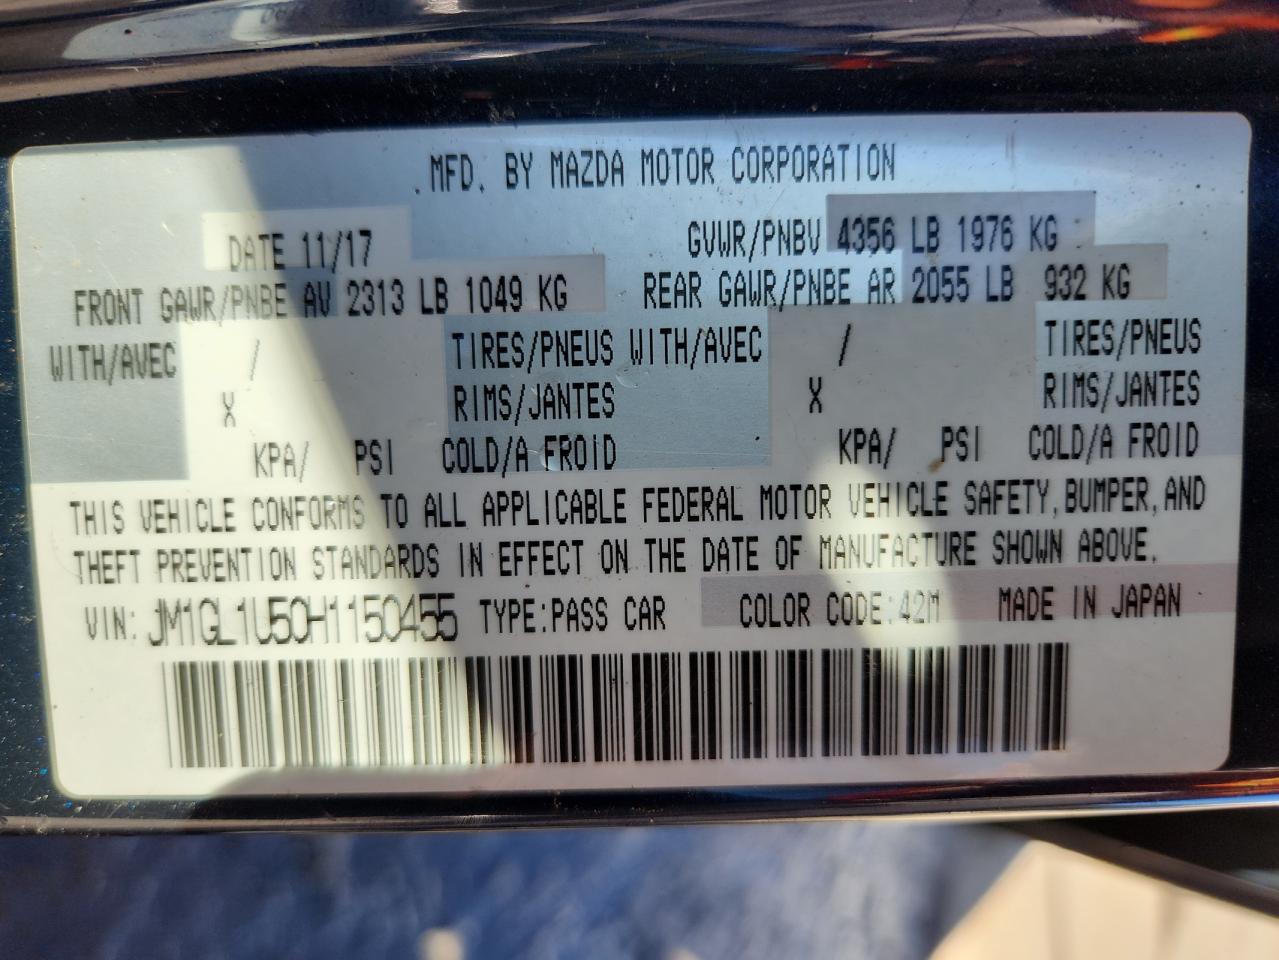 MFD. BY MAZDA MOTOR CORPORATION
DATE 11/17 GVWR/PNBV 4356 LB 1976 KG
FRONT GAWR/PNBE AV 2313 LB 1049 KG REAR GAWR/PNBE AR 2055 LB 932 KG
WITH/AVEC / TIRES/PNEUS WITH/AVEC / TIRES/PNEUS
X RIMS/JANTES X RIMS/JANTES
KPA/ PSI COLD/A FROID KPA/ PSI COLD/A FROID
THIS VEHICLE CONFORMS TO ALL APPLICABLE FEDERAL MOTOR VEHICLE SAFETY, BUMPER, AND
THEFT PREVENTION STANDARDS IN EFFECT ON THE DATE OF MANUFACTURE SHOWN ABOVE.
VIN: JM1GL1U50H1150455 TYPE:PASS CAR COLOR CODE:42M MADE IN JAPAN